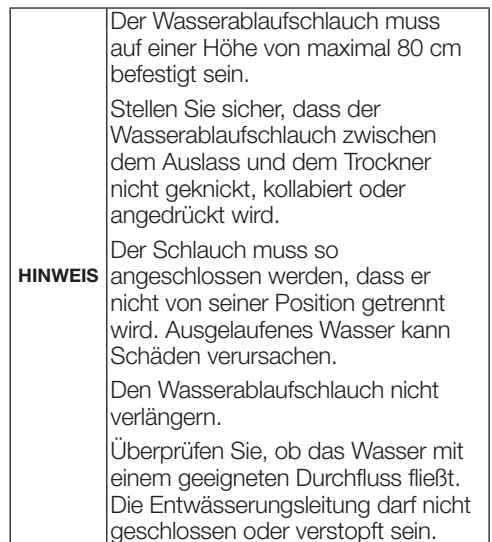 Der Wasserablaufschlauch muss
auf einer Höhe von maximal 80 cm
befestigt sein.
Stellen Sie sicher, dass der
Wasserablaufschlauch zwischen
dem Auslass und dem Trockner
nicht geknickt, kollabiert oder
angedrückt wird.
Der Schlauch muss so
HINWEIS angeschlossen werden, dass er
nicht von seiner Position getrennt
wird. Ausgelaufenes Wasser kann
Schäden verursachen.
Den Wasserablaufschlauch nicht
verlängern.
Überprüfen Sie, ob das Wasser mit
einem geeigneten Durchfluss fließt.
Die Entwässerungsleitung darf nicht
geschlossen oder verstopft sein.